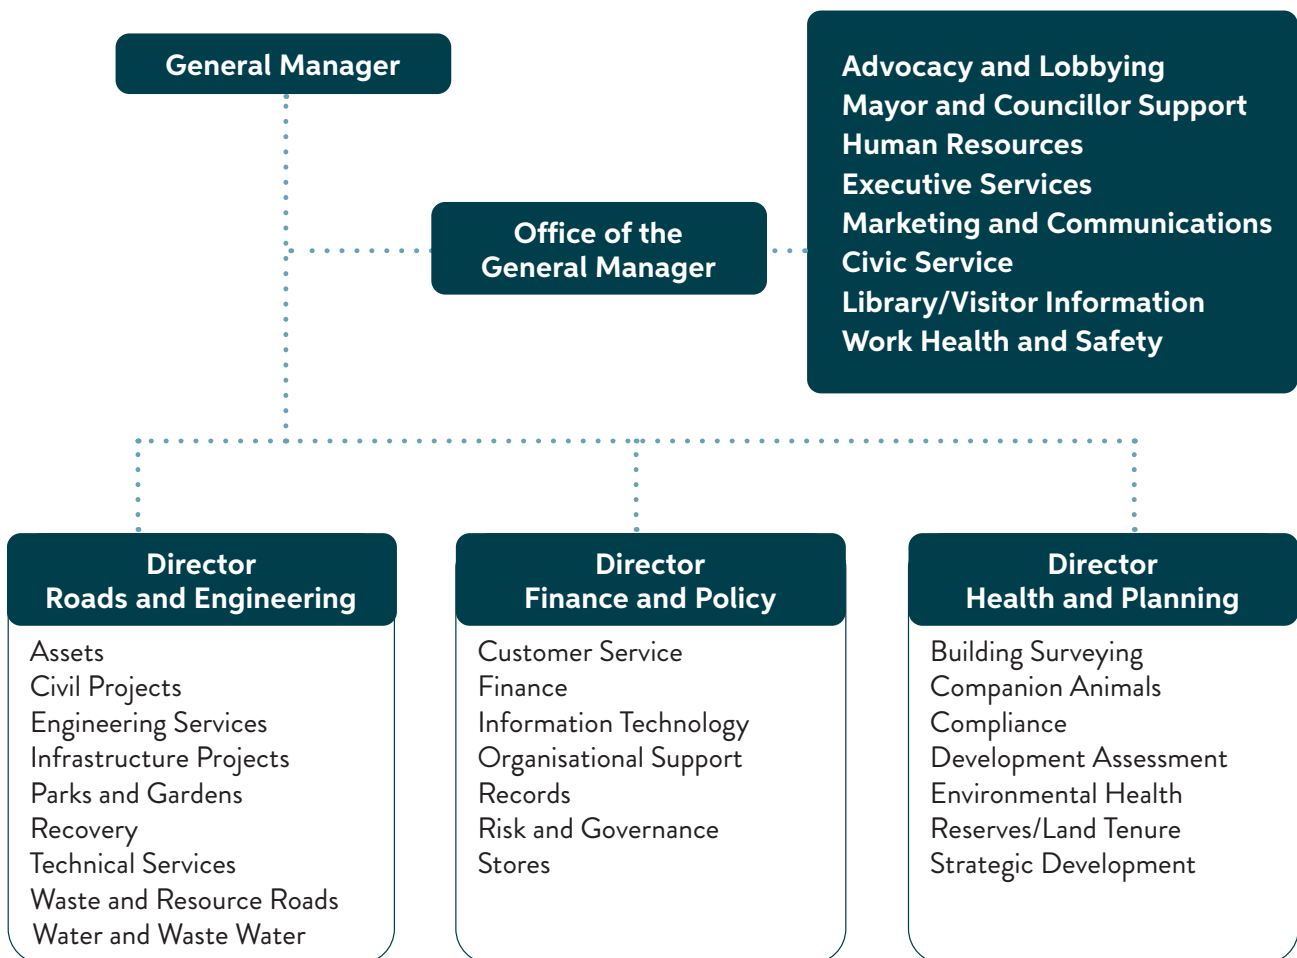 General Manager
Advocacy and Lobbying
Mayor and Councillor Support
Human Resources
Executive Services
Marketing and Communications
Civic Service
Library/Visitor Information
Work Health and Safety
Office of the
General Manager
Director
Roads and Engineering
Assets
Civil Projects
Engineering Services
Infrastructure Projects
Parks and Gardens
Recovery
Technical Services
Waste and Resource Roads
Water and Waste Water
Director
Finance and Policy
Customer Service
Finance
Information Technology
Organisational Support
Records
Risk and Governance
Stores
Director
Health and Planning
Building Surveying
Companion Animals
Compliance
Development Assessment
Environmental Health
Reserves/Land Tenure
Strategic Development